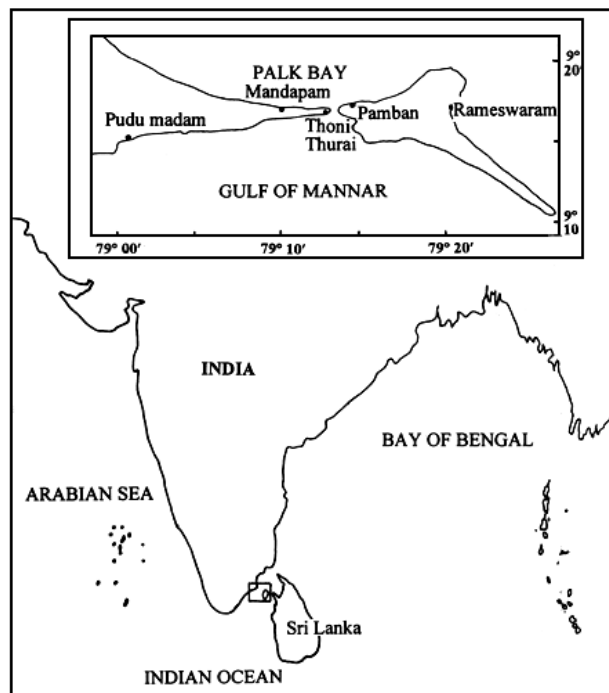 9°
20'
PALK BAY
Mandapam
Pudu madam
Thoni
Thurai
Pamban
Rameswaram
GULF OF MANNAR
9°
10
79° 00'
79° 10'
79° 20'
INDIA
BAY OF BENGAL
ARABIAN SEA
Sri Lanka
INDIAN OCEAN